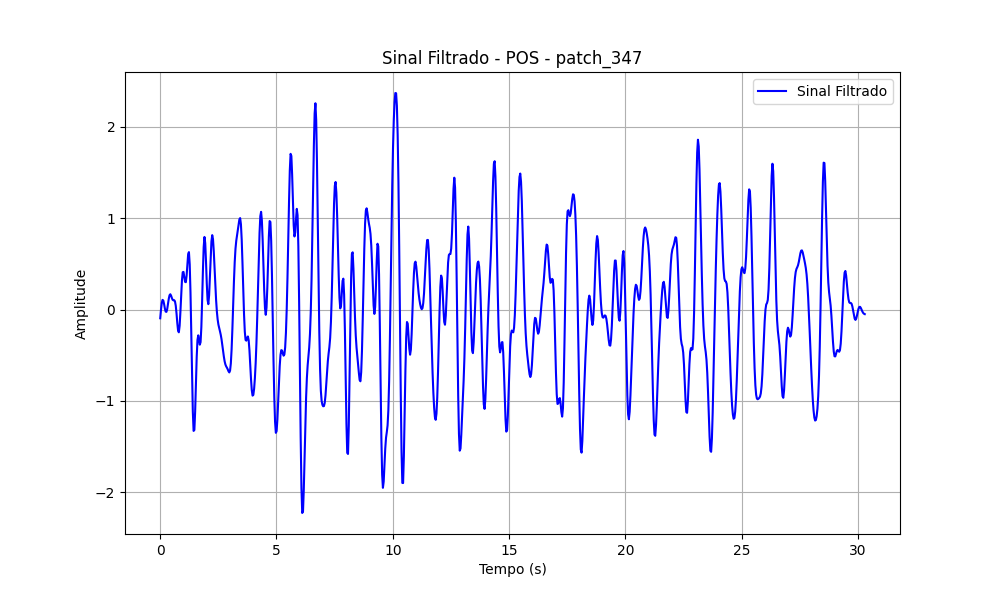 Sinal Filtrado - POS - patch_347
Sinal Filtrado
Amplitude
2
1
0
−1
−2
0 5 10 15 20 25 30
Tempo (s)